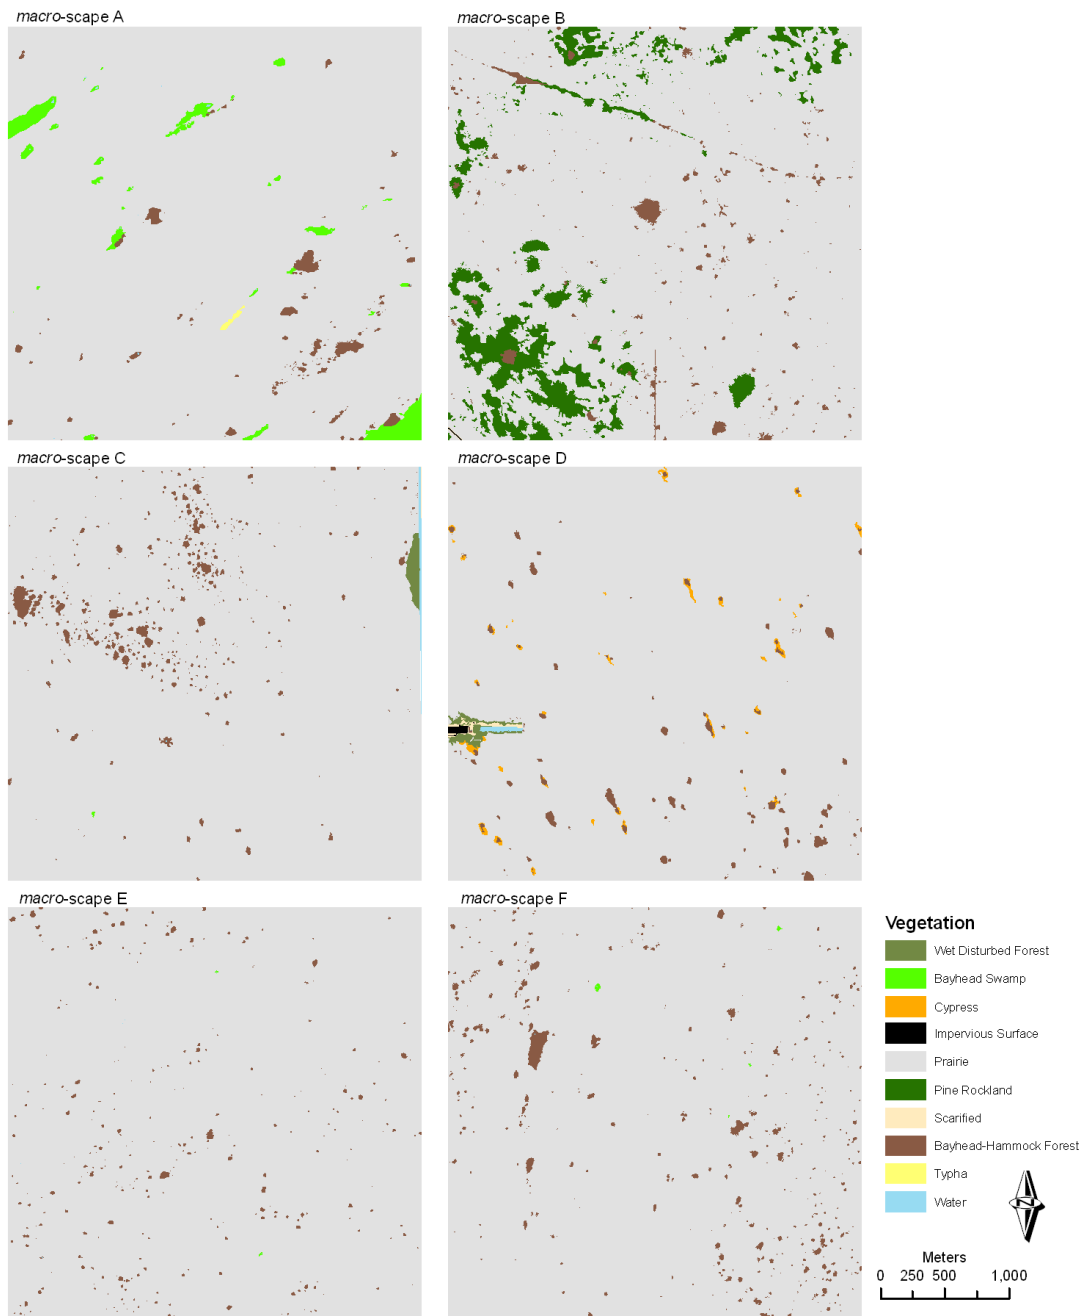 macro-scape A
macro-scape B
macro-scape C
macro-scape D
macro-scape E
macro-scape F
Vegetation
Wet Disturbed Forest
Bayhead Swamp
Cypress
Impervious Surface
Prairie
Pine Rockland
Scarified
Bayhead-Hammock Forest
Typha
Water
N
Meters
0 250 500 1,000